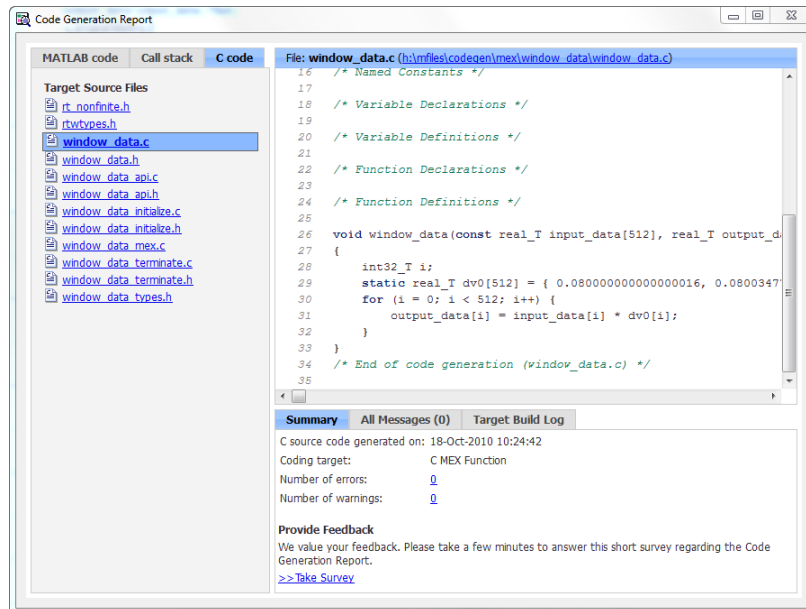 Code Generation Report
MATLAB code Call stack C code
Target Source Files
rt_nonfinite.h
rtwtypes.h
window_data.c
window_data.h
window_data_api.c
window_data_api.h
window_data_initialize.c
window_data_initialize.h
window_data_mex.c
window_data_terminate.c
window_data_terminate.h
window_data_types.h
File: window_data.c (h:\mfiles\codegen\mex\window_data\window_data.c)
16 /* Named Constants */
17
18 /* Variable Declarations */
19
20 /* Variable Definitions */
21
22 /* Function Declarations */
23
24 /* Function Definitions */
25
26 void window_data(const real_T input_data[512], real_T output_d
27 {
28 int32_T i;
29 static real_T dv0[512] = { 0.080000000000000016, 0.0800347
30 for (i = 0; i < 512; i++) {
31 output_data[i] = input_data[i] * dv0[i];
32 }
33 }
34 /* End of code generation (window_data.c) */
35
Summary All Messages (0) Target Build Log
C source code generated on: 18-Oct-2010 10:24:42
Coding target: C MEX Function
Number of errors: 0
Number of warnings: 0
Provide Feedback
We value your feedback. Please take a few minutes to answer this short survey regarding the Code
Generation Report.
>>Take Survey